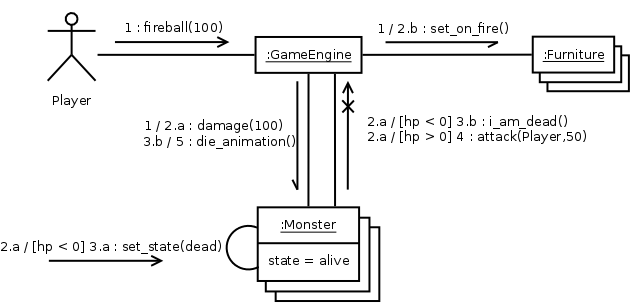 1 : fireball(100)
1 / 2.b : set_on_fire()
:GameEngine
:Furniture
Player
1 / 2.a : damage(100)
3.b / 5 : die_animation()
2.a / [hp < 0] 3.b : i_am_dead()
2.a / [hp > 0] 4 : attack(Player,50)
:Monster
2.a / [hp < 0] 3.a : set_state(dead)
state = alive